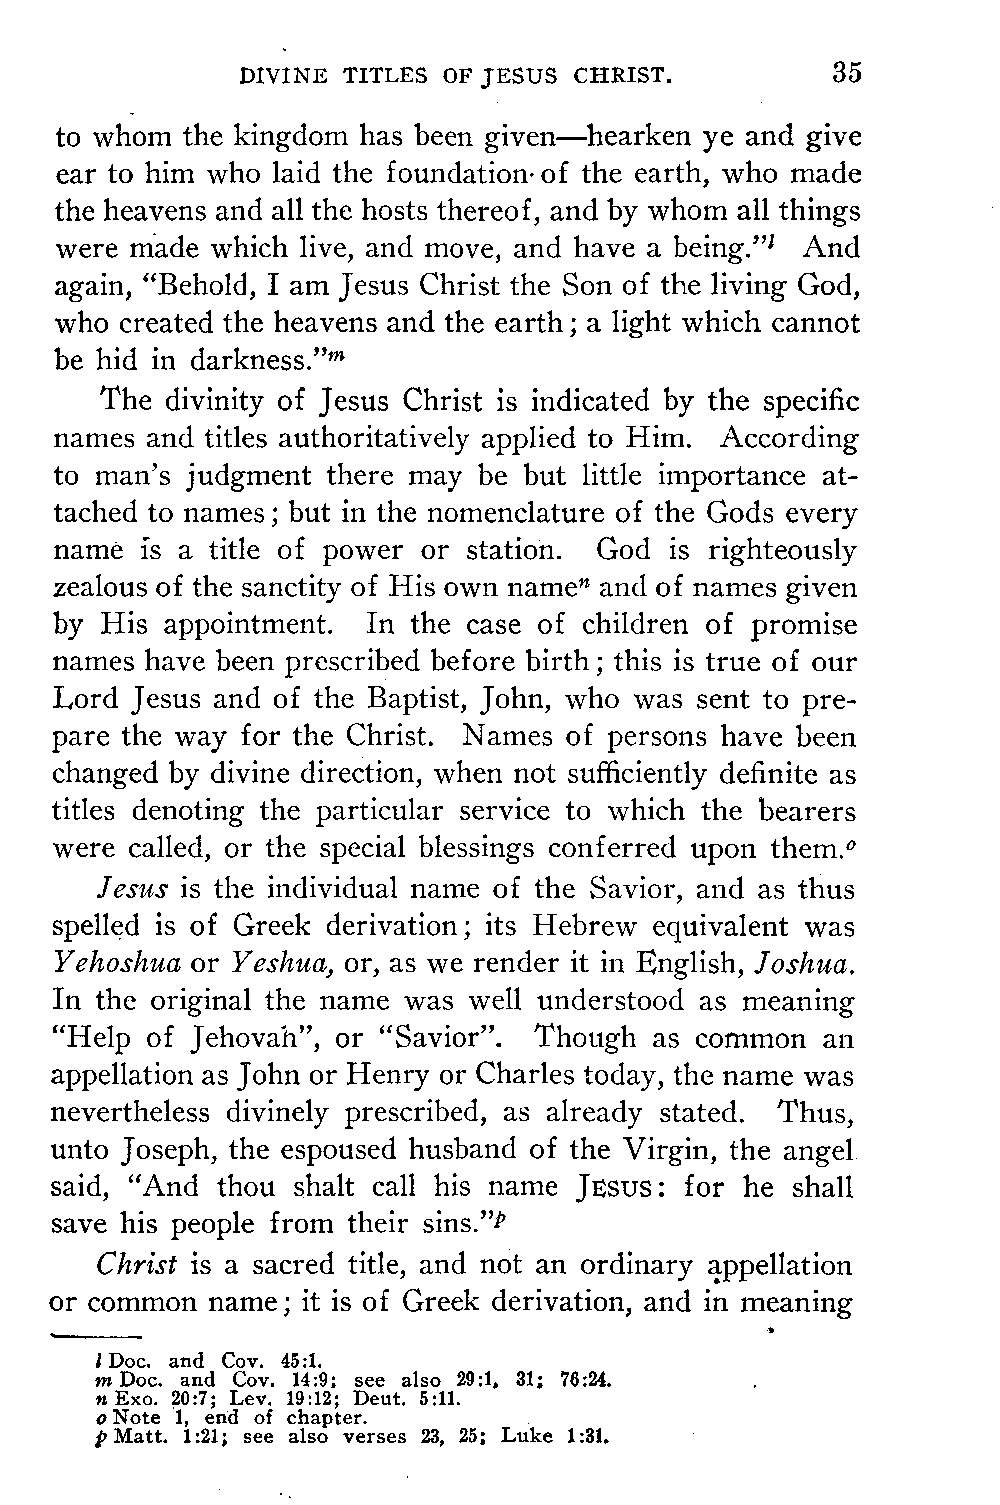 DIVINE TITLES OF JESUS CHRIST. 35
to whom the kingdom has been given—hearken ye and give
ear to him who laid the foundation of the earth, who made
the heavens and all the hosts thereof, and by whom all things
were made which live, and move, and have a being."l And
again, "Behold, I am Jesus Christ the Son of the living God,
who created the heavens and the earth; a light which cannot
be hid in darkness."m
The divinity of Jesus Christ is indicated by the specific
names and titles authoritatively applied to Him. According
to man's judgment there may be but little importance at-
tached to names; but in the nomenclature of the Gods every
name is a title of power or station. God is righteously
zealous of the sanctity of His own namen and of names given
by His appointment. In the case of children of promise
names have been prescribed before birth; this is true of our
Lord Jesus and of the Baptist, John, who was sent to pre-
pare the way for the Christ. Names of persons have been
changed by divine direction, when not sufficiently definite as
titles denoting the particular service to which the bearers
were called, or the special blessings conferred upon them.o
Jesus is the individual name of the Savior, and as thus
spelled is of Greek derivation; its Hebrew equivalent was
Yehoshua or Yeshua, or, as we render it in English, Joshua.
In the original the name was well understood as meaning
"Help of Jehovah", or "Savior". Though as common an
appellation as John or Henry or Charles today, the name was
nevertheless divinely prescribed, as already stated. Thus,
unto Joseph, the espoused husband of the Virgin, the angel
said, "And thou shalt call his name JESUS: for he shall
save his people from their sins."p
Christ is a sacred title, and not an ordinary appellation
or common name; it is of Greek derivation, and in meaning
l Doc. and Cov. 45:1.
m Doc. and Cov. 14:9; see also 29:1, 31; 76:24.
n Exo. 20:7; Lev. 19:12; Deut. 5:11.
o Note 1, end of chapter.
p Matt. 1:21; see also verses 23, 25; Luke 1:31.